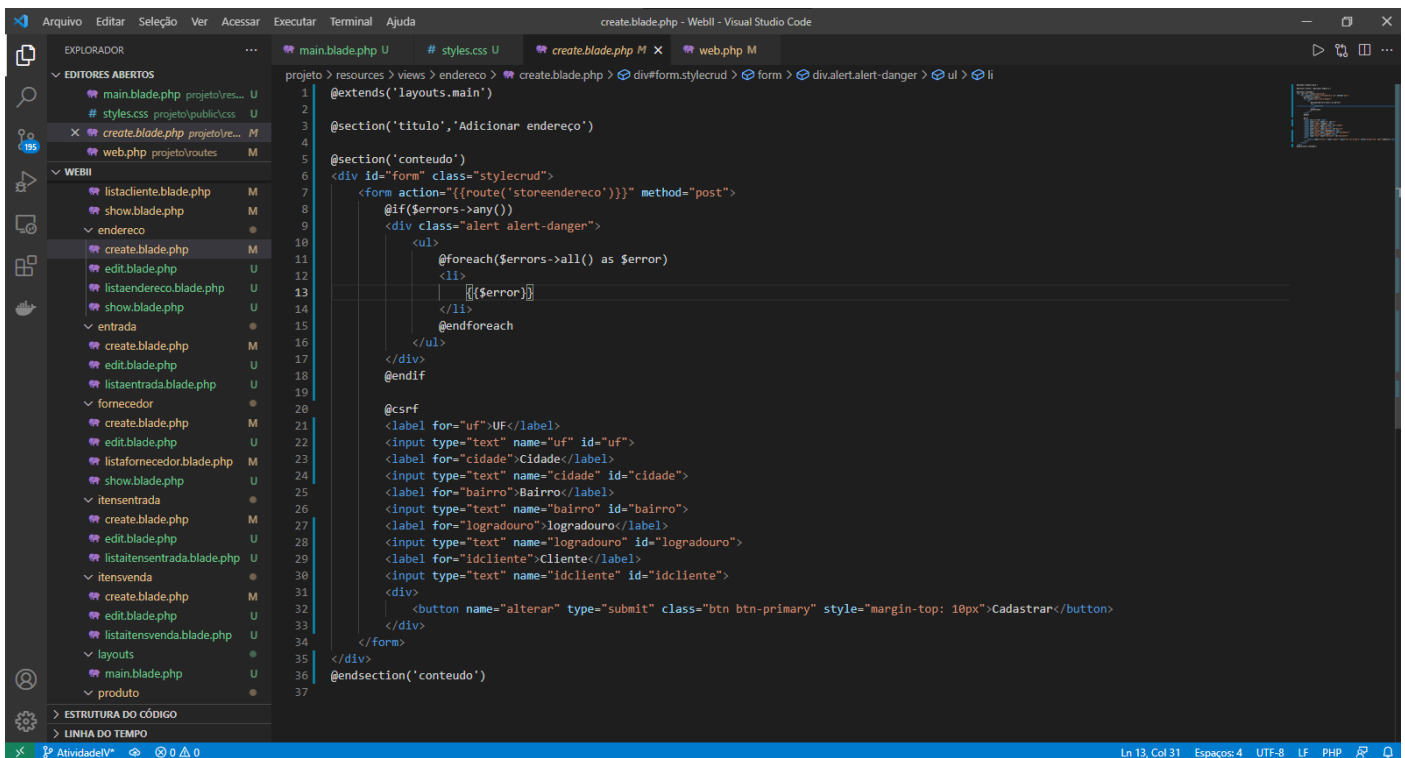 Arquivo Editar Seleção Ver Acessar Executar Terminal Ajuda create.blade.php - WebII - Visual Studio Code
EXPLORADOR
EDITORES ABERTOS
main.blade.php projeto\res... U
# styles.css projeto\public\css U
create.blade.php projeto\re... M
web.php projeto\routes M
WEBII
listacliente.blade.php M
show.blade.php M
endereco
create.blade.php M
edit.blade.php U
listaendereco.blade.php U
show.blade.php U
entrada
create.blade.php M
edit.blade.php U
listaentrada.blade.php U
fornecedor
create.blade.php M
edit.blade.php U
listafornecedor.blade.php M
show.blade.php U
itensentrada
create.blade.php M
edit.blade.php U
listaitensentrada.blade.php U
itensvenda
create.blade.php M
edit.blade.php U
listaitensvenda.blade.php U
layouts
main.blade.php U
produto
ESTRUTURA DO CÓDIGO
LINHA DO TEMPO
195
main.blade.php U # styles.css U create.blade.php M web.php M
projeto > resources > views > endereco > create.blade.php > div#form.stylecrud > form > div.alert.alert-danger > ul > li
1 @extends('layouts.main')
2
3 @section('titulo','Adicionar endereço')
4
5 @section('conteudo')
6 <div id="form" class="stylecrud">
7 <form action="{{route('storeendereco')}}" method="post">
8 @if($errors->any())
9 <div class="alert alert-danger">
10 <ul>
11 @foreach($errors->all() as $error)
12 <li>
13 {{$error}}
14 </li>
15 @endforeach
16 </ul>
17 </div>
18 @endif
19
20 @csrf
21 <label for="uf">UF</label>
22 <input type="text" name="uf" id="uf">
23 <label for="cidade">Cidade</label>
24 <input type="text" name="cidade" id="cidade">
25 <label for="bairro">Bairro</label>
26 <input type="text" name="bairro" id="bairro">
27 <label for="logradouro">logradouro</label>
28 <input type="text" name="logradouro" id="logradouro">
29 <label for="idcliente">Cliente</label>
30 <input type="text" name="idcliente" id="idcliente">
31 <div>
32 <button name="alterar" type="submit" class="btn btn-primary" style="margin-top: 10px">Cadastrar</button>
33 </div>
34 </form>
35 </div>
36 @endsection('conteudo')
37
AtividadeIV* 0 0 Ln 13, Col 31 Espaços: 4 UTF-8 LF PHP